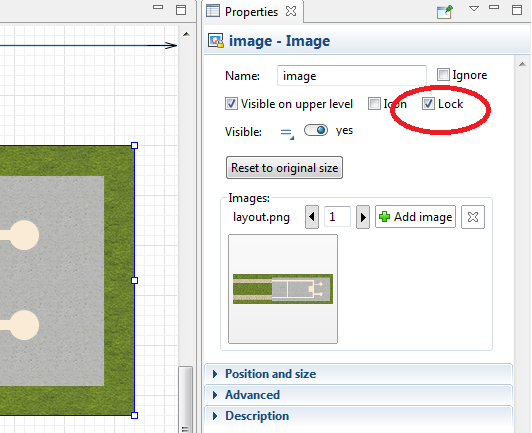 Properties
image - Image
Name: image Ignore
Visible on upper level Icon Lock
Visible: yes
Reset to original size
Images:
layout.png 1 Add image
Position and size
Advanced
Description